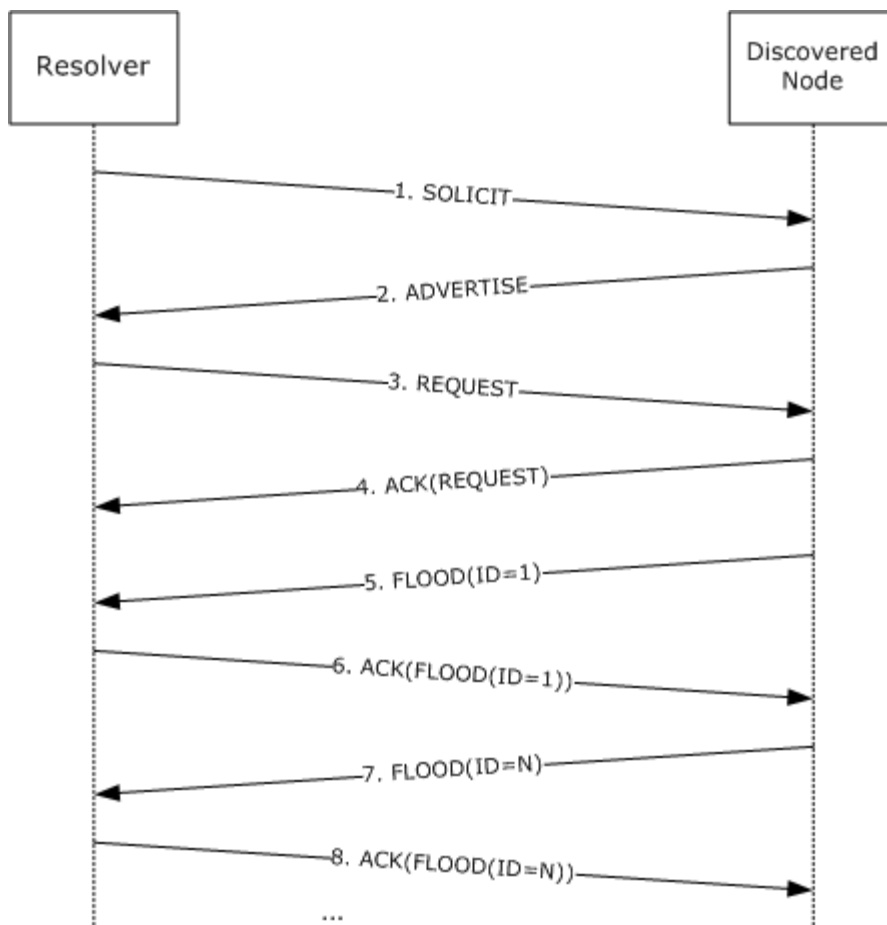 Resolver
Discovered
Node
1. SOLICIT
2. ADVERTISE
3. REQUEST
4. ACK(REQUEST)
5. FLOOD(ID=1)
6. ACK(FLOOD(ID=1))
7. FLOOD(ID=N)
8. ACK(FLOOD(ID=N))
...